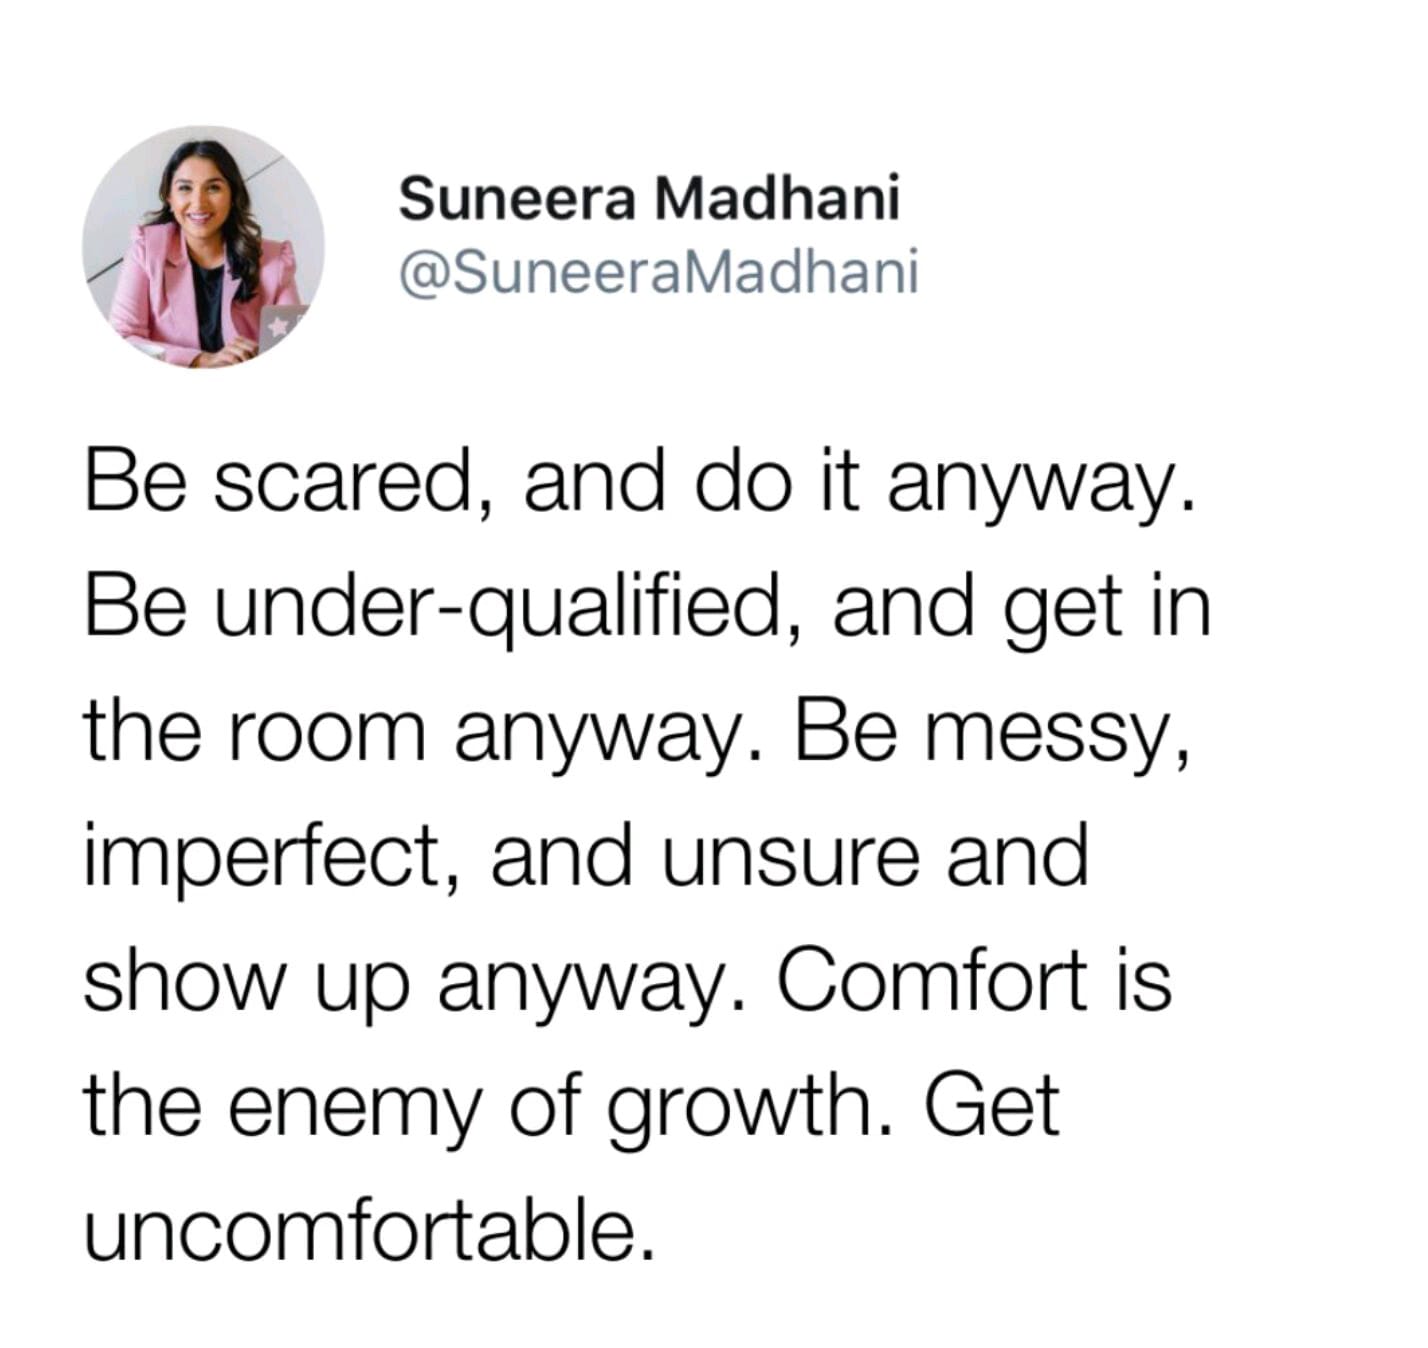 Suneera Madhani
@SuneeraMadhani
Be scared, and do it anyway.
Be under-qualified, and get in
the room anyway. Be messy,
imperfect, and unsure and
show up anyway. Comfort is
the enemy of growth. Get
uncomfortable.